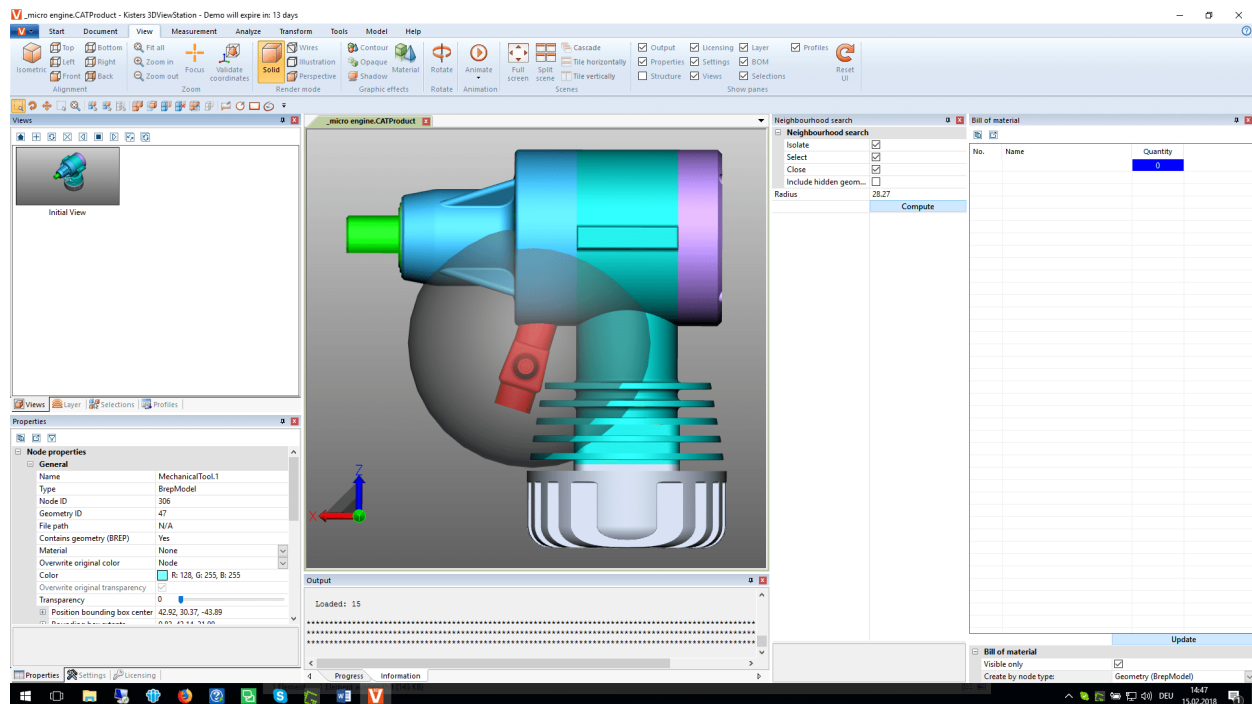 _micro engine.CATProduct - Kisters 3DViewStation - Demo will expire in: 13 days
Start Document View Measurement Analyze Transform Tools Model Help
Top Bottom Fit all Wires Contour Cascade Output Licensing Layer Profiles
Left Right Zoom in Illustration Opaque Tile horizontally Properties Settings BOM
Front Back Zoom out Perspective Shadow Tile vertically Structure Views Selections
Isometric Focus Validate coordinates Solid Material Rotate Animate Full screen Split scene Reset UI
Alignment Zoom Render mode Graphic effects Rotate Animation Scenes Show panes
Views
Initial View
Views Layer Selections Profiles
Properties
Node properties
General
Name MechanicalTool.1
Type BrepModel
Node ID 306
Geometry ID 47
File path N/A
Contains geometry (BREP) Yes
Material None
Overwrite original color Node
Color R: 128, G: 255, B: 255
Overwrite original transparency
Transparency 0
Position bounding box center 42.92, 30.37, -43.89
Properties Settings Licensing
_micro engine.CATProduct
Z
X
Output
Loaded: 15
********************************************************************************
********************************************************************************
********************************************************************************
Progress Information
Neighbourhood search
Neighbourhood search
Isolate
Select
Close
Include hidden geom...
Radius 28.27
Compute
Bill of material
No. Name Quantity
0
Update
Bill of material
Visible only
Create by node type: Geometry (BrepModel)
DEU 14:47
15.02.2018